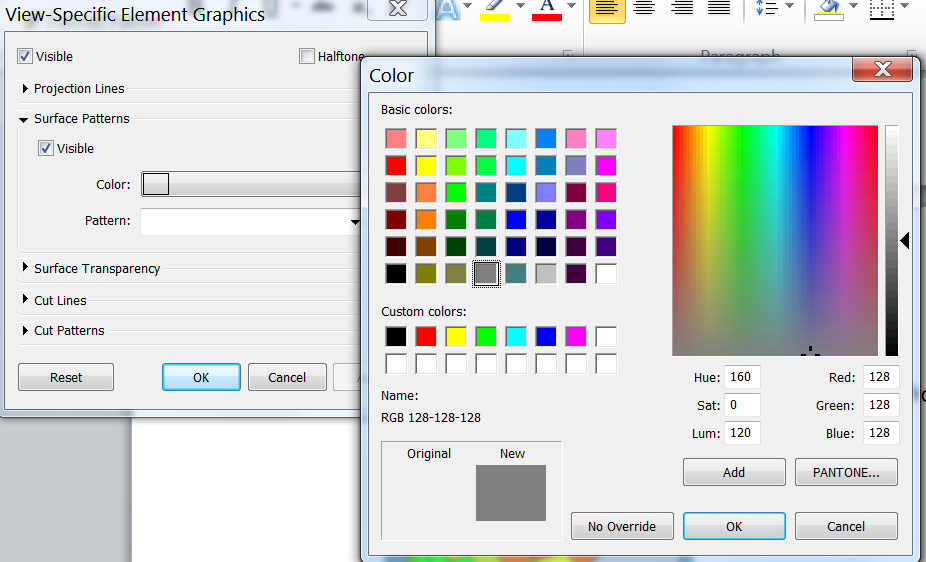 View-Specific Element Graphics
Visible
Halftone
Projection Lines
Surface Patterns
Visible
Color:
Pattern:
Surface Transparency
Cut Lines
Cut Patterns
Reset
OK
Cancel
A
Paragraph
Color
Basic colors:
Custom colors:
Name:
RGB 128-128-128
Original
New
Hue: 160
Red: 128
Sat: 0
Green: 128
Lum: 120
Blue: 128
Add
PANTONE...
No Override
OK
Cancel